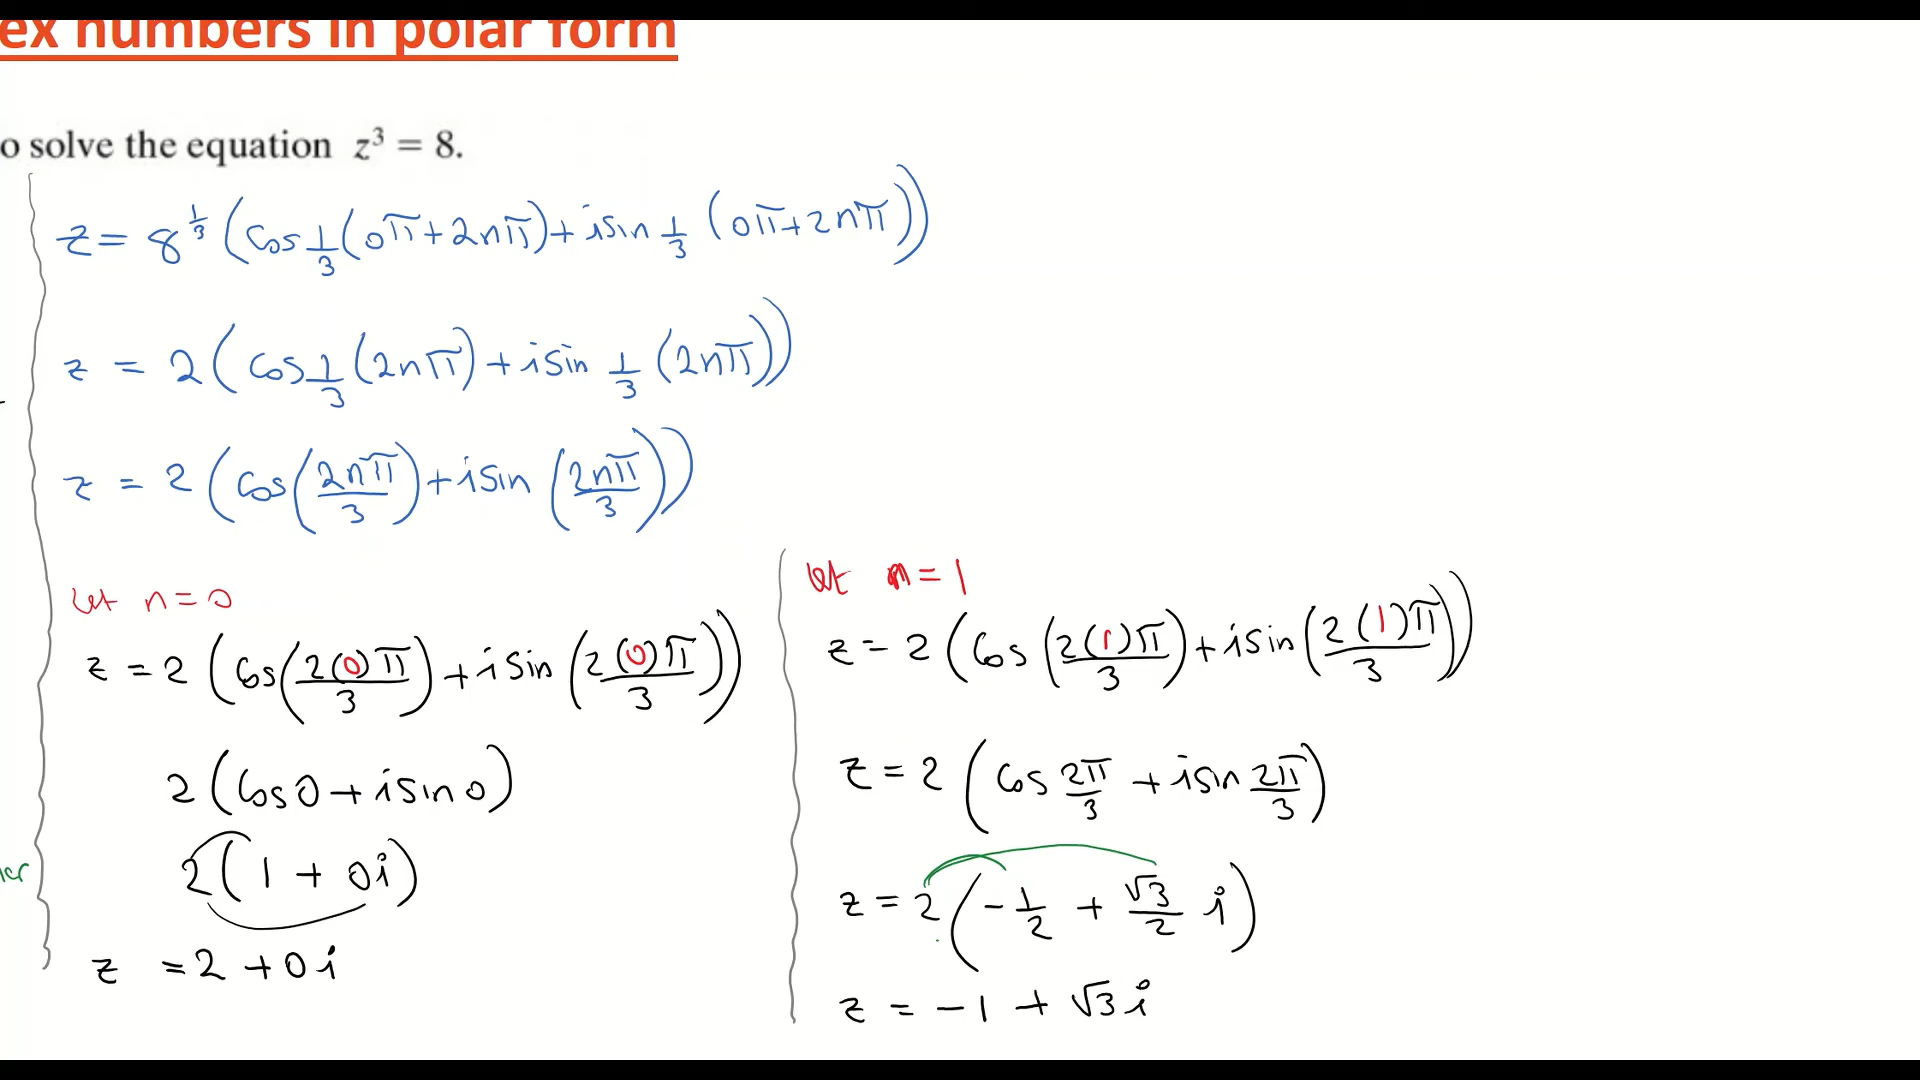 ex numbers in polar form
o solve the equation z³ = 8.
z = 8^(1/3) (cos 1/3 (0π + 2nπ) + i sin 1/3 (0π + 2nπ))
z = 2 (cos 1/3 (2nπ) + i sin 1/3 (2nπ))
z = 2 (cos (2nπ/3) + i sin (2nπ/3))
let n = 0
z = 2 (cos (2(0)π/3) + i sin (2(0)π/3))
2 (cos 0 + i sin 0)
2 (1 + 0i)
z = 2 + 0i
let n = 1
z = 2 (cos (2(1)π/3) + i sin (2(1)π/3))
z = 2 (cos 2π/3 + i sin 2π/3)
z = 2 (-1/2 + √3/2 i)
z = -1 + √3 i